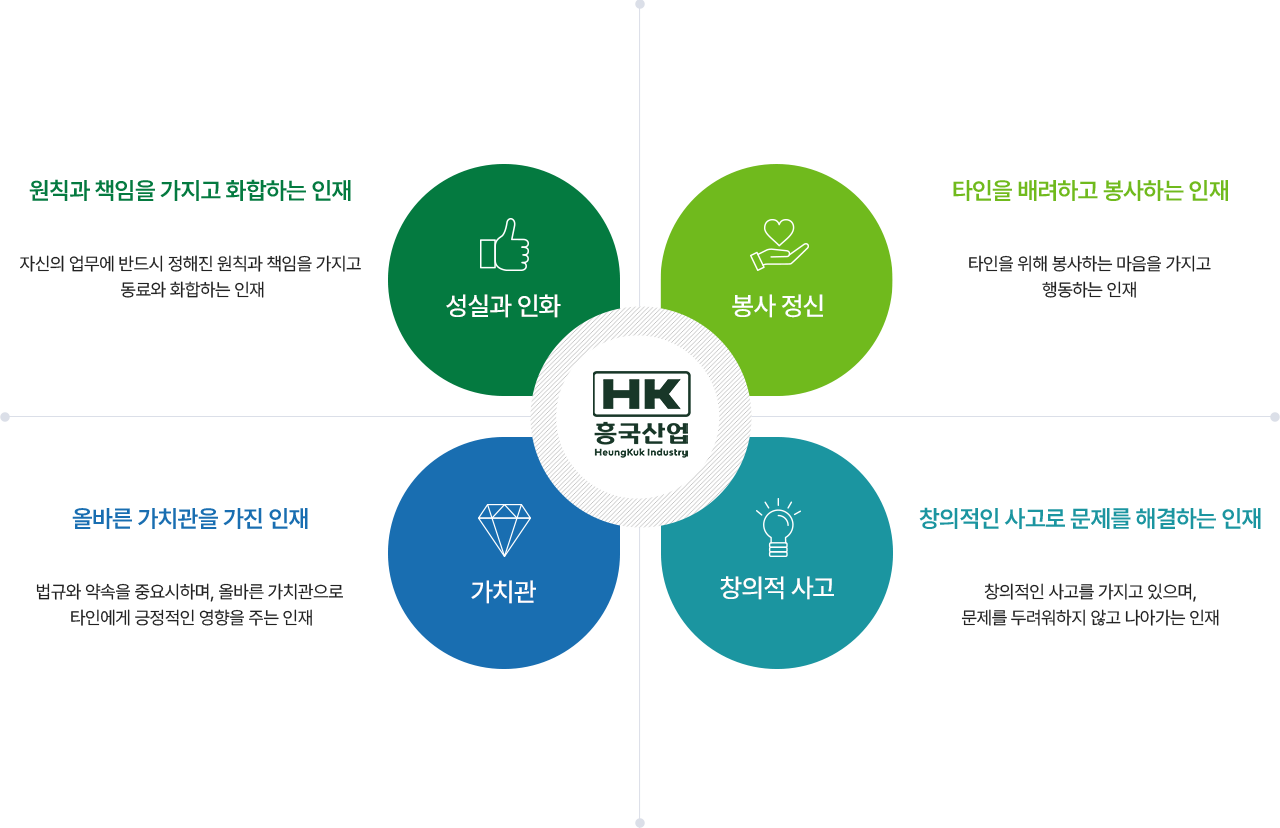 원칙과 책임을 가지고 화합하는 인재
자신의 업무에 반드시 정해진 원칙과 책임을 가지고
동료와 화합하는 인재
성실과 인화
봉사 정신
타인을 배려하고 봉사하는 인재
타인을 위해 봉사하는 마음을 가지고
행동하는 인재
HK
흥국산업
HeungKuk Industry
올바른 가치관을 가진 인재
법규와 약속을 중요시하며, 올바른 가치관으로
타인에게 긍정적인 영향을 주는 인재
가치관
창의적 사고
창의적인 사고로 문제를 해결하는 인재
창의적인 사고를 가지고 있으며,
문제를 두려워하지 않고 나아가는 인재